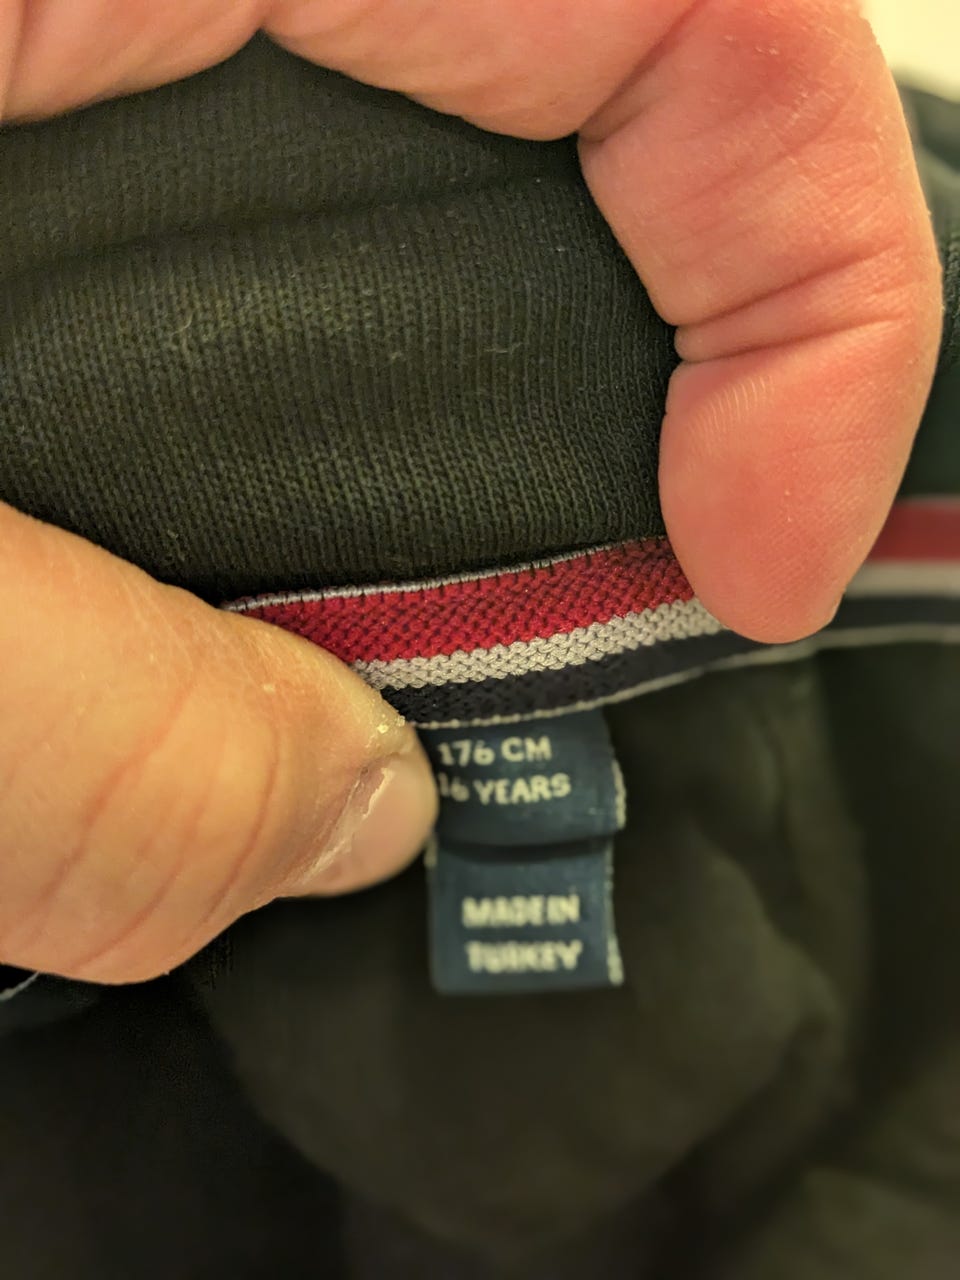 176 CM
16 YEARS
MADE IN
TURKEY